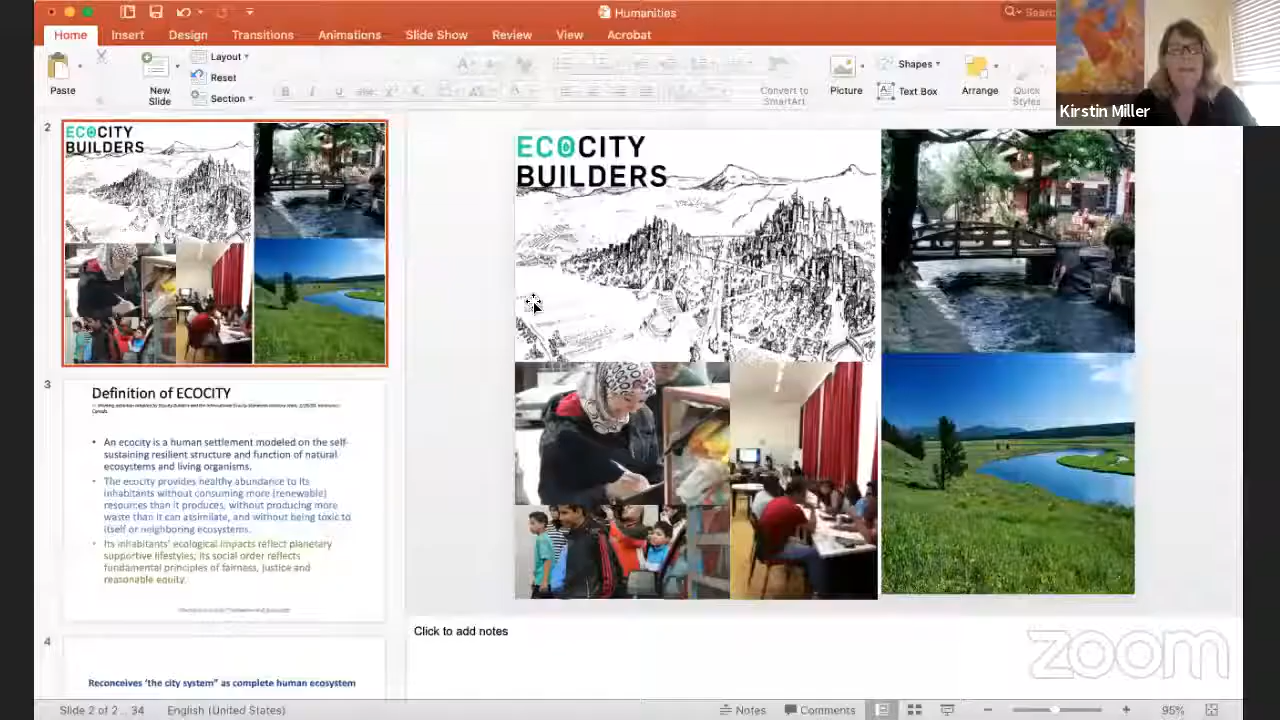 Humanities
Home Insert Design Transitions Animations Slide Show Review View Acrobat
Paste
New
Slide
Layout
Reset
Section
Convert to
SmartArt
Picture
Shapes
Text Box
Arrange
Quick
Styles
Kirstin Miller
2
ECOCITY
BUILDERS
3
Definition of ECOCITY
• An ecocity is a human settlement modeled on the self-
sustaining resilient structure and function of natural
ecosystems and living organisms.
• The ecocity provides healthy abundance to its
inhabitants without consuming more (renewable)
resources than it produces, without producing more
waste than it can assimilate, and without being toxic to
itself or neighboring ecosystems.
• Its inhabitants' ecological impacts reflect planetary
supportive lifestyles; its social order reflects
fundamental principles of fairness, justice and
reasonable equity.
4
Reconceives 'the city system" as complete human ecosystem
ECOCITY
BUILDERS
Click to add notes
zoom
Slide 2 of 2 .. 34 English (United States)
Notes Comments 95%